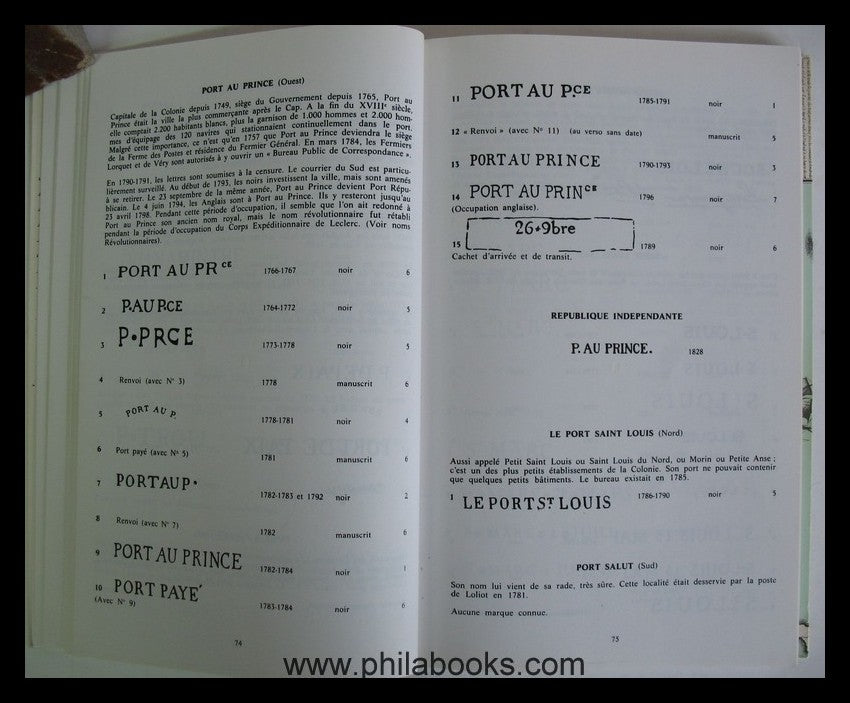 PORT AU PRINCE (Ouest)
Capitale de la Colonie depuis 1749, siège du Gouvernement depuis 1765, Port au
Prince était la ville la plus commerçante après le Cap. A la fin du XVIIIe siècle,
elle comptait 2.200 habitants blancs, plus la garnison de 1.000 hommes et 2.000 hom-
mes d'équipage des 120 navires qui stationnaient continuellement dans le port.
Malgré cette importance, ce n'est qu'en 1757 que Port au Prince deviendra le siège
de la Ferme des Postes et résidence du Fermier Général. En mars 1784, les Fermiers
Lorquet et de Véry sont autorisés à y ouvrir un « Bureau Public de Correspondance ».
En 1790-1791, les lettres sont soumises à la censure. Le courrier du Sud est particu-
lièrement surveillé. Au début de 1793, les noirs investissent la ville, mais sont amenés
à se retirer. Le 23 septembre de la même année, Port au Prince devient Port Répu-
blicain. Le 4 juin 1794, les Anglais sont à Port au Prince. Ils y resteront jusqu'au
23 avril 1798. Pendant cette période d'occupation, il semble que l'on ait redonné à
Port au Prince son ancien nom royal, mais le nom révolutionnaire fut rétabli
pendant la période d'occupation du Corps Expéditionnaire de Leclerc. (Voir noms
Révolutionnaires).
1 PORT AU PRCE 1766-1767 noir 6
2 P.AU P.CE 1764-1772 noir 5
3 P•PRCE 1773-1778 noir 5
4 Renvoi (avec N° 3) 1778 manuscrit 6
5 PORT AU P. 1778-1781 noir 4
6 Port payé (avec N° 5) 1781 manuscrit 6
7 PORT AU P• 1782-1783 et 1792 noir 2
8 Renvoi (avec N° 7) 1782 manuscrit 6
9 PORT AU PRINCE 1782-1784 noir 1
10 PORT PAYÉ 1783-1784 noir 6
(Avec N° 9)
74
11 PORT AU P.CE 1785-1791 noir 1
12 « Renvoi » (avec N° 11) (au verso sans date) manuscrit 5
13 PORT AU PRINCE 1790-1793 noir 3
14 PORT AU PRINCE 1796 noir 7
(Occupation anglaise).
26•9bre
15 1789 noir 6
Cachet d'arrivée et de transit.
REPUBLIQUE INDEPENDANTE
P. AU PRINCE. 1828
LE PORT SAINT LOUIS (Nord)
Aussi appelé Petit Saint Louis ou Saint Louis du Nord, ou Morin ou Petite Anse ;
c'est un des plus petits établissements de la Colonie. Son port ne pouvait contenir
que quelques petits bâtiments. Le bureau existait en 1785.
1 LE PORT ST LOUIS 1786-1790 noir 5
PORT SALUT (Sud)
Son nom lui vient de sa rade, très sûre. Cette localité était desservie par la poste
de Loliot en 1781.
Aucune marque connue.
75
www.philabooks.com